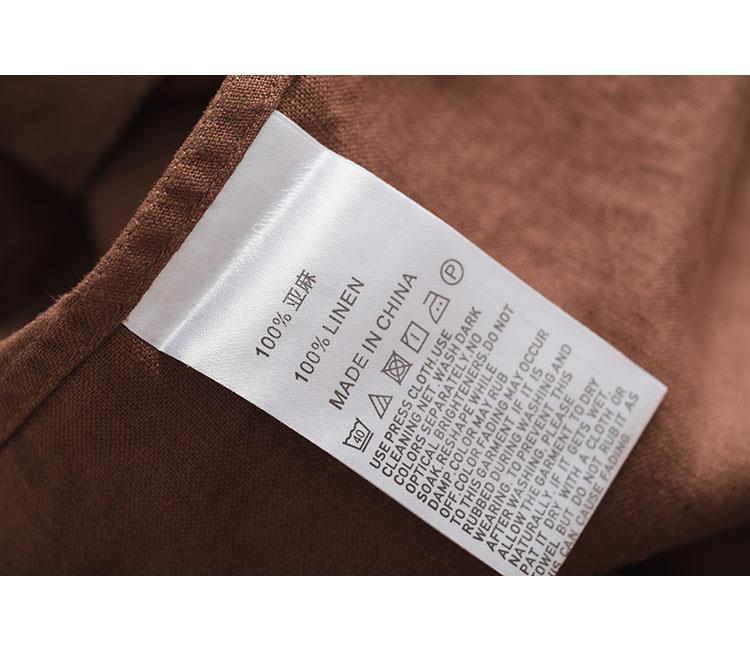 100% 亚麻
100% LINEN
MADE IN CHINA
40 P
USE PRESS CLOTH, USE
CLEANING NET. WASH DARK
COLORS SEPARATELY. NO
OPTICAL BRIGHTENERS. DO NOT
SOAK. RESHAPE WHILE
DAMP. COLOR MAY RUB
OFF. COLOR FADING MAY OCCUR
TO THIS GARMENT IF IT IS
RUBBED DURING WASHING AND
WEARING. TO PREVENT THIS
AFTER WASHING, PLEASE
ALLOW THE GARMENT TO DRY
NATURALLY. IF IT GETS WET,
PAT IT DRY WITH A CLOTH OR
TOWEL BUT DO NOT RUB IT AS
THIS CAN CAUSE FADING.